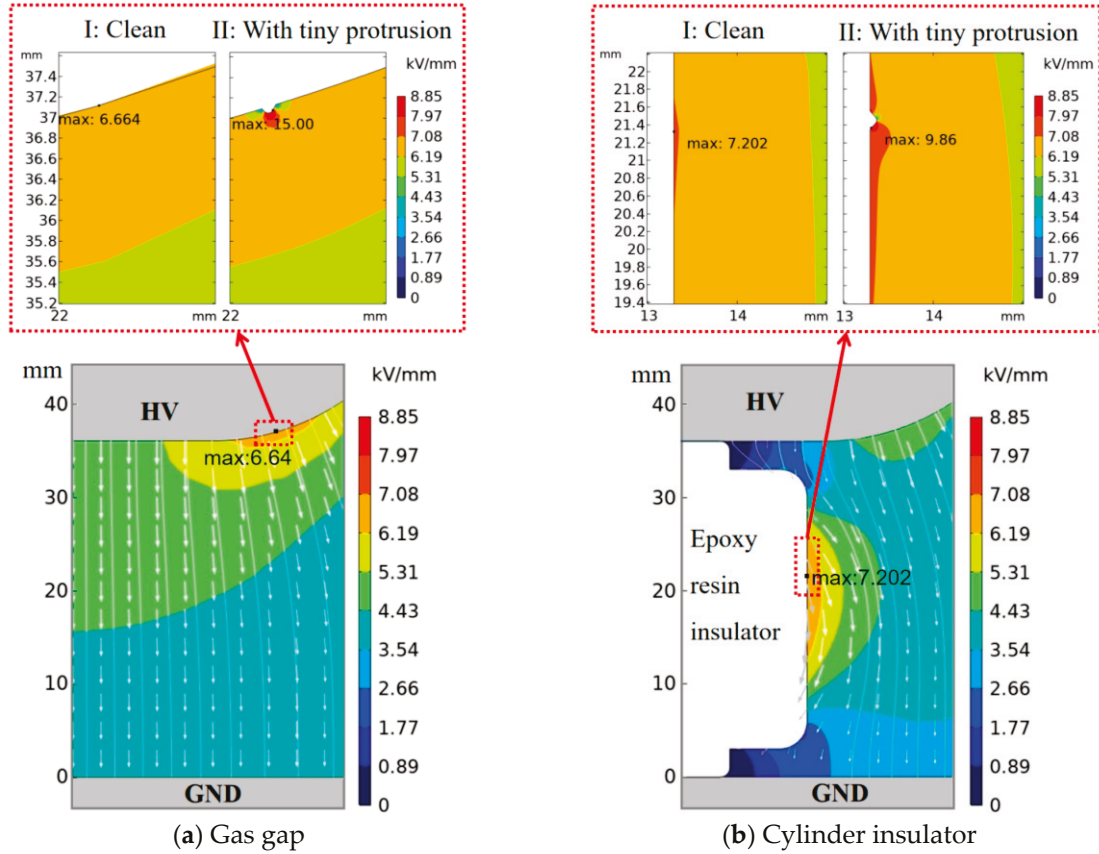 I: Clean
II: With tiny protrusion
mm
kV/mm
37.4
37.2
37
36.8
36.6
36.4
36.2
36
35.8
35.6
35.4
35.2
max: 6.664
max: 15.00
8.85
7.97
7.08
6.19
5.31
4.43
3.54
2.66
1.77
0.89
0
22
mm
22
mm
I: Clean
II: With tiny protrusion
mm
kV/mm
22
21.8
21.6
21.4
21.2
21
20.8
20.6
20.4
20.2
20
19.8
19.6
19.4
max: 7.202
max: 9.86
8.85
7.97
7.08
6.19
5.31
4.43
3.54
2.66
1.77
0.89
0
13
14
mm
13
14
mm
mm
kV/mm
40
30
20
10
0
HV
max:6.64
GND
8.85
7.97
7.08
6.19
5.31
4.43
3.54
2.66
1.77
0.89
0
(a) Gas gap
mm
kV/mm
40
30
20
10
0
HV
Epoxy
resin
insulator
max:7.202
GND
8.85
7.97
7.08
6.19
5.31
4.43
3.54
2.66
1.77
0.89
0
(b) Cylinder insulator